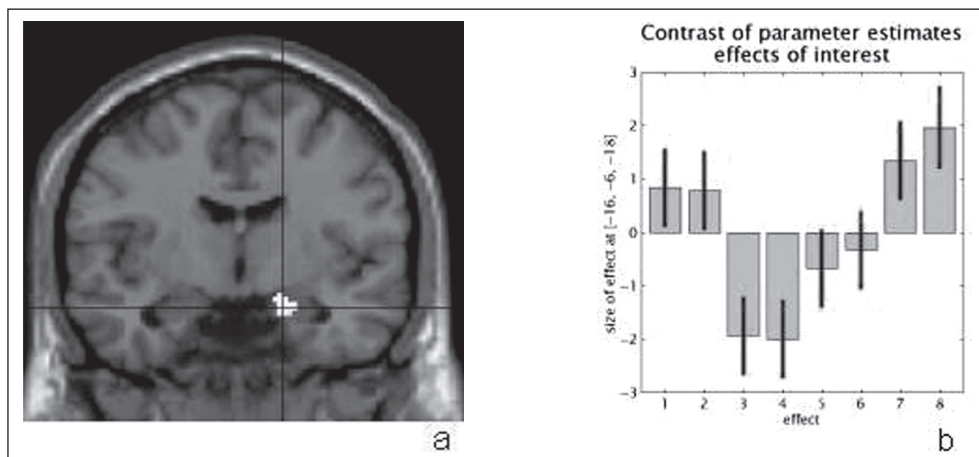 a
Contrast of parameter estimates
effects of interest
size of effect at [-16, -6, -18]
3
2
1
0
-1
-2
-3
1 2 3 4 5 6 7 8
effect
b